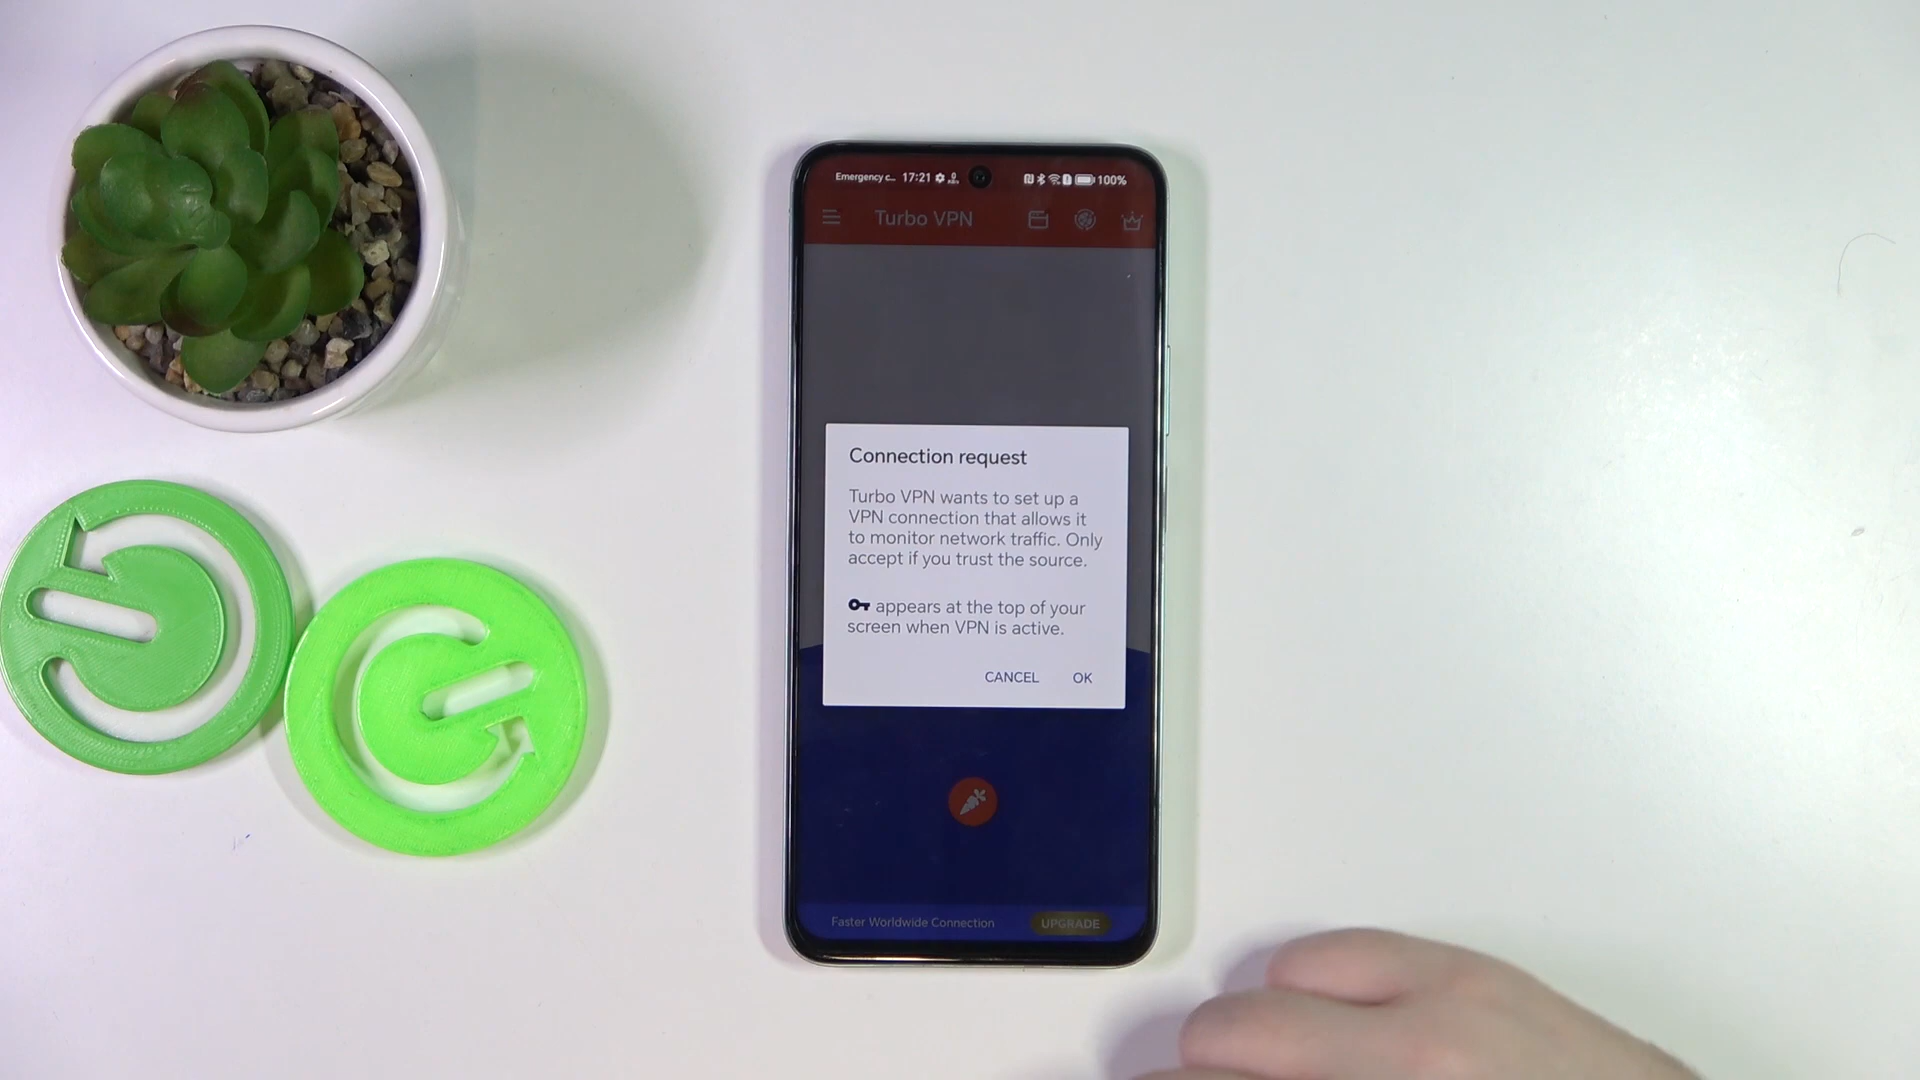 Emergency c... 17:21 100%
Turbo VPN
Connection request
Turbo VPN wants to set up a
VPN connection that allows it
to monitor network traffic. Only
accept if you trust the source.
appears at the top of your
screen when VPN is active.
CANCEL OK
Faster Worldwide Connection UPGRADE